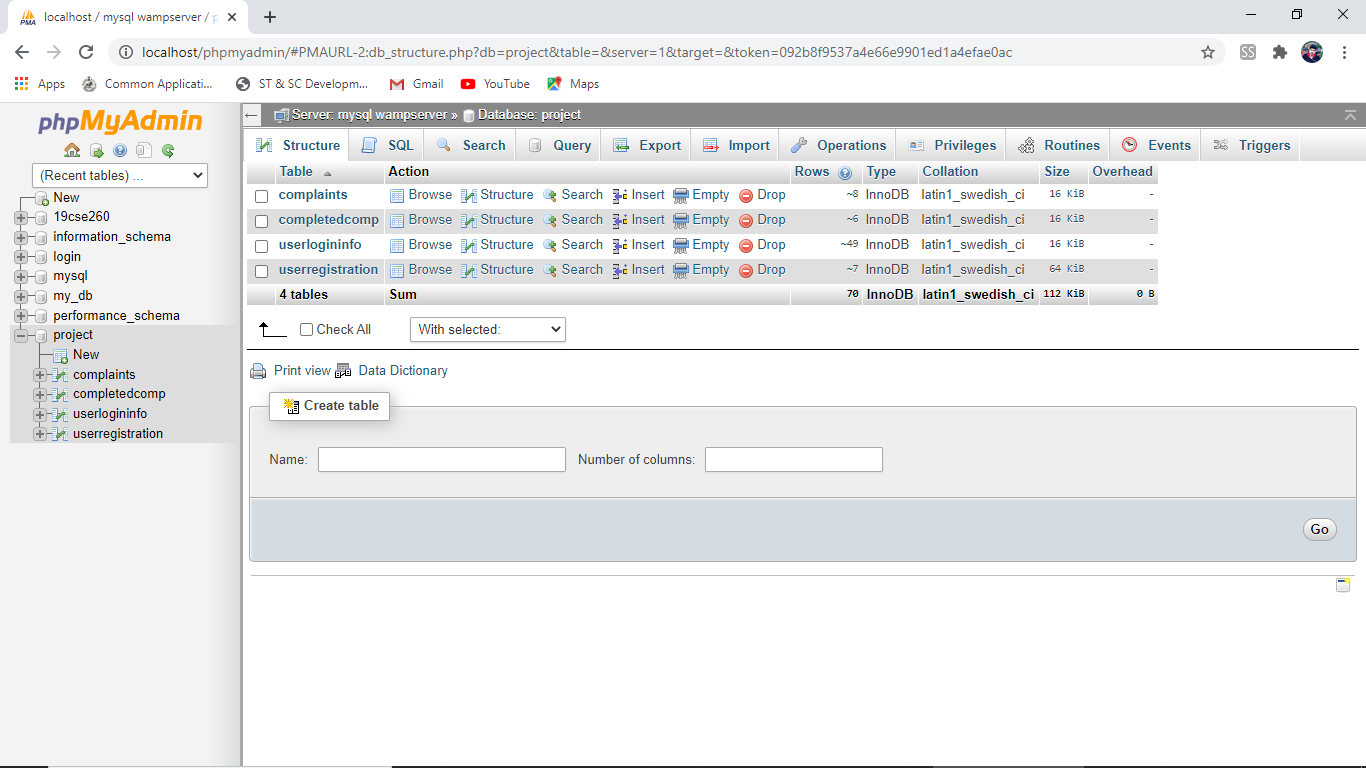 localhost / mysql wampserver / p
localhost/phpmyadmin/#PMAURL-2:db_structure.php?db=project&table=&server=1&target=&token=092b8f9537a4e66e9901ed1a4efae0ac
SS
Apps Common Applicati... ST & SC Developm... Gmail YouTube Maps
phpMyAdmin
(Recent tables) ...
New
19cse260
information_schema
login
mysql
my_db
performance_schema
project
New
complaints
completedcomp
userlogininfo
userregistration
Server: mysql wampserver » Database: project
Structure SQL Search Query Export Import Operations Privileges Routines Events Triggers
Table Action Rows Type Collation Size Overhead
complaints Browse Structure Search Insert Empty Drop ~8 InnoDB latin1_swedish_ci 16 KiB -
completedcomp Browse Structure Search Insert Empty Drop ~6 InnoDB latin1_swedish_ci 16 KiB -
userlogininfo Browse Structure Search Insert Empty Drop ~49 InnoDB latin1_swedish_ci 16 KiB -
userregistration Browse Structure Search Insert Empty Drop ~7 InnoDB latin1_swedish_ci 64 KiB -
4 tables Sum 70 InnoDB latin1_swedish_ci 112 KiB 0 B
Check All With selected:
Print view Data Dictionary
Create table
Name: Number of columns:
Go